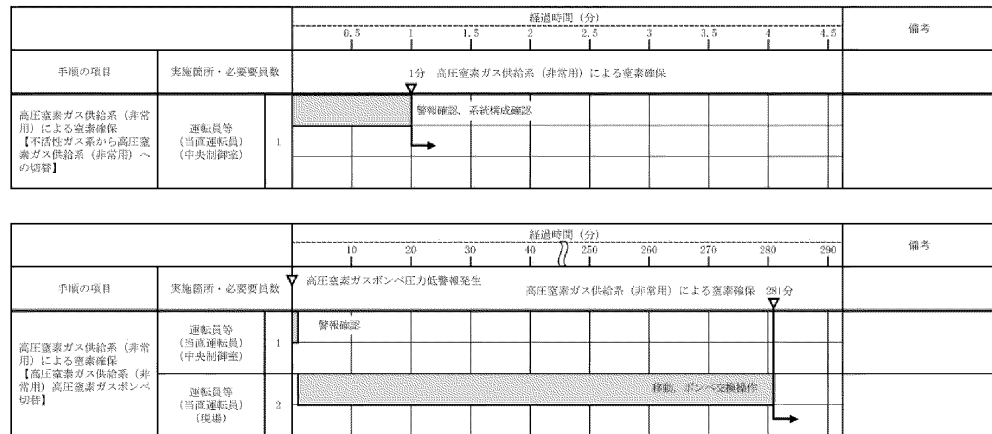 経過時間（分）
備考
0.5 1 1.5 2 2.5 3 3.5 4 4.5
手順の項目
実施箇所・必要要員数
1分 高圧窒素ガス供給系（非常用）による窒素確保
高圧窒素ガス供給系（非常
用）による窒素確保
【不活性ガス系から高圧窒
素ガス供給系（非常用）へ
の切替】
運転員等
（当直運転員）
（中央制御室）
1
警報確認、系統構成確認
経過時間（分）
備考
10 20 30 40 250 260 270 280 290
手順の項目
実施箇所・必要要員数
高圧窒素ガスボンベ圧力低警報発生
高圧窒素ガス供給系（非常用）による窒素確保 281分
高圧窒素ガス供給系（非常
用）による窒素確保
【高圧窒素ガス供給系（非
常用）高圧窒素ガスボンベ
切替】
運転員等
（当直運転員）
（中央制御室）
1
警報確認
運転員等
（当直運転員）
（現場）
2
移動、ボンベ交換操作